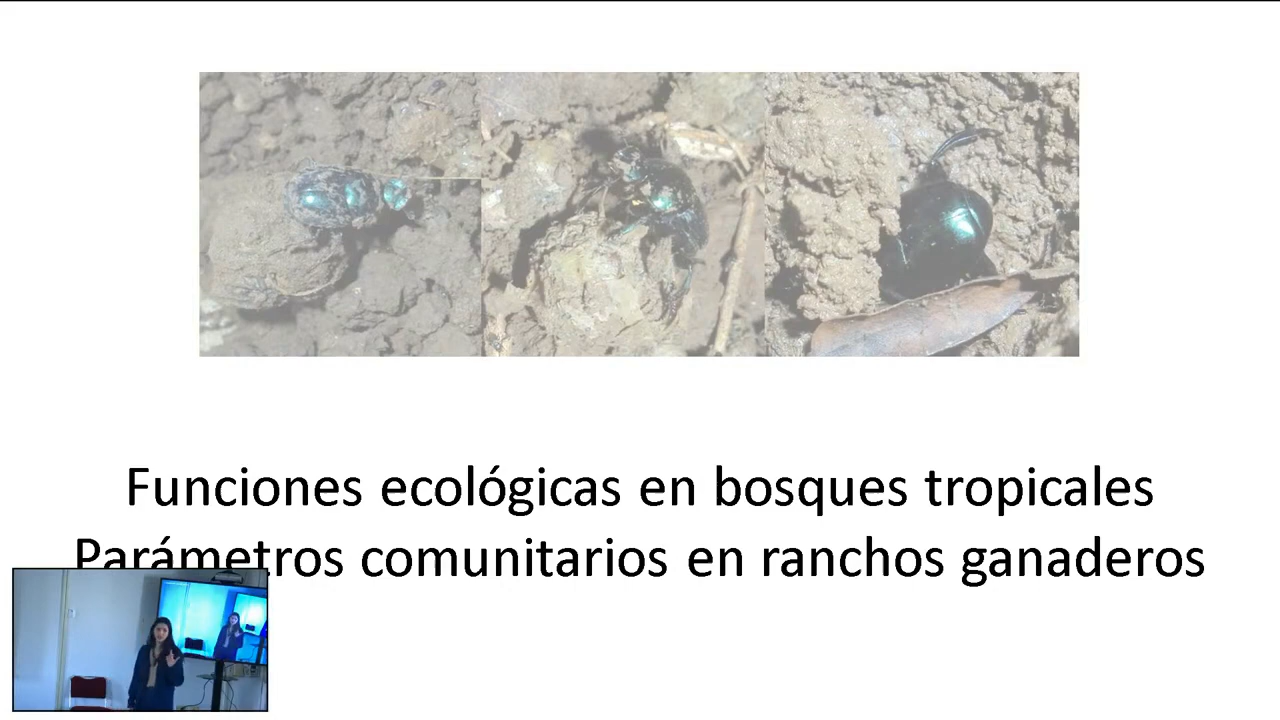 Funciones ecológicas en bosques tropicales
Parámetros comunitarios en ranchos ganaderos